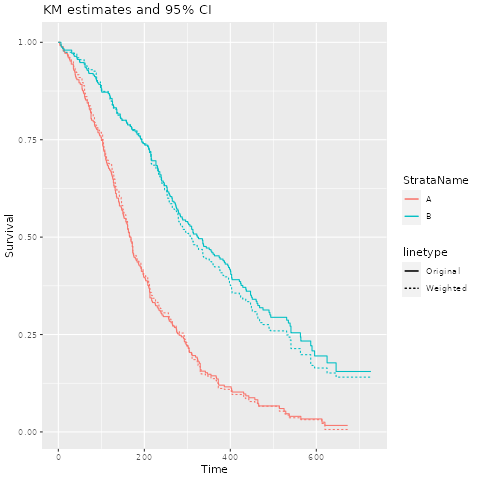 KM estimates and 95% CI
1.00
0.75
0.50
0.25
0.00
Survival
0
200
400
600
Time
StrataName
A
B
linetype
Original
Weighted